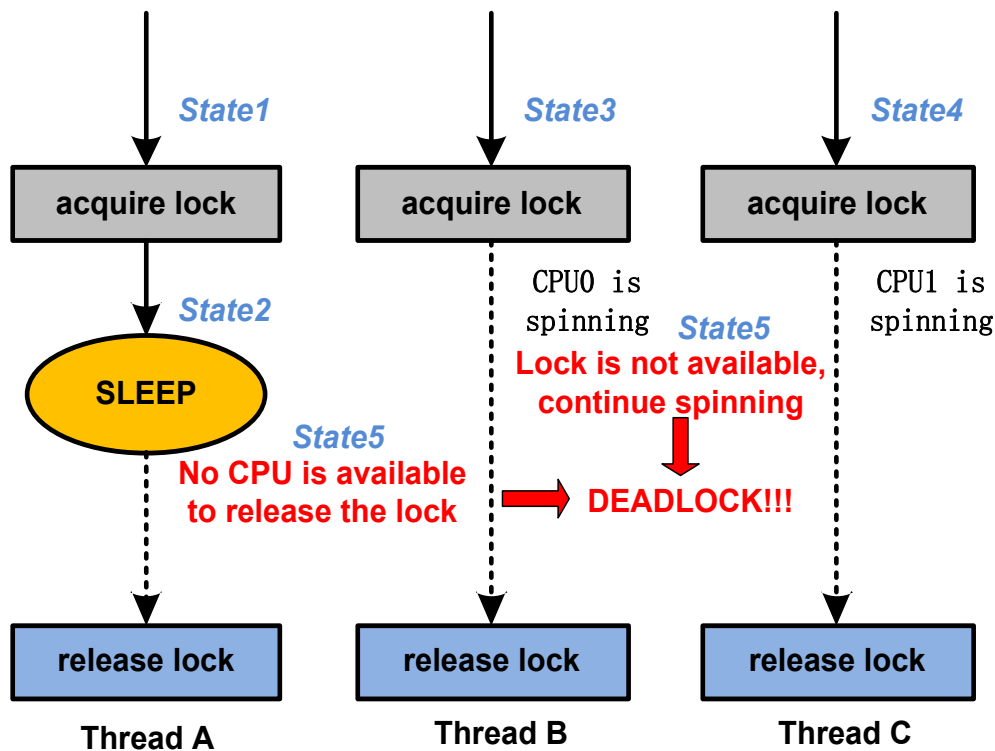 State1
State3
State4
acquire lock
acquire lock
acquire lock
State2
CPU0 is
spinning
CPU1 is
spinning
State5
Lock is not available,
continue spinning
SLEEP
State5
No CPU is available
to release the lock
DEADLOCK!!!
release lock
release lock
release lock
Thread A
Thread B
Thread C